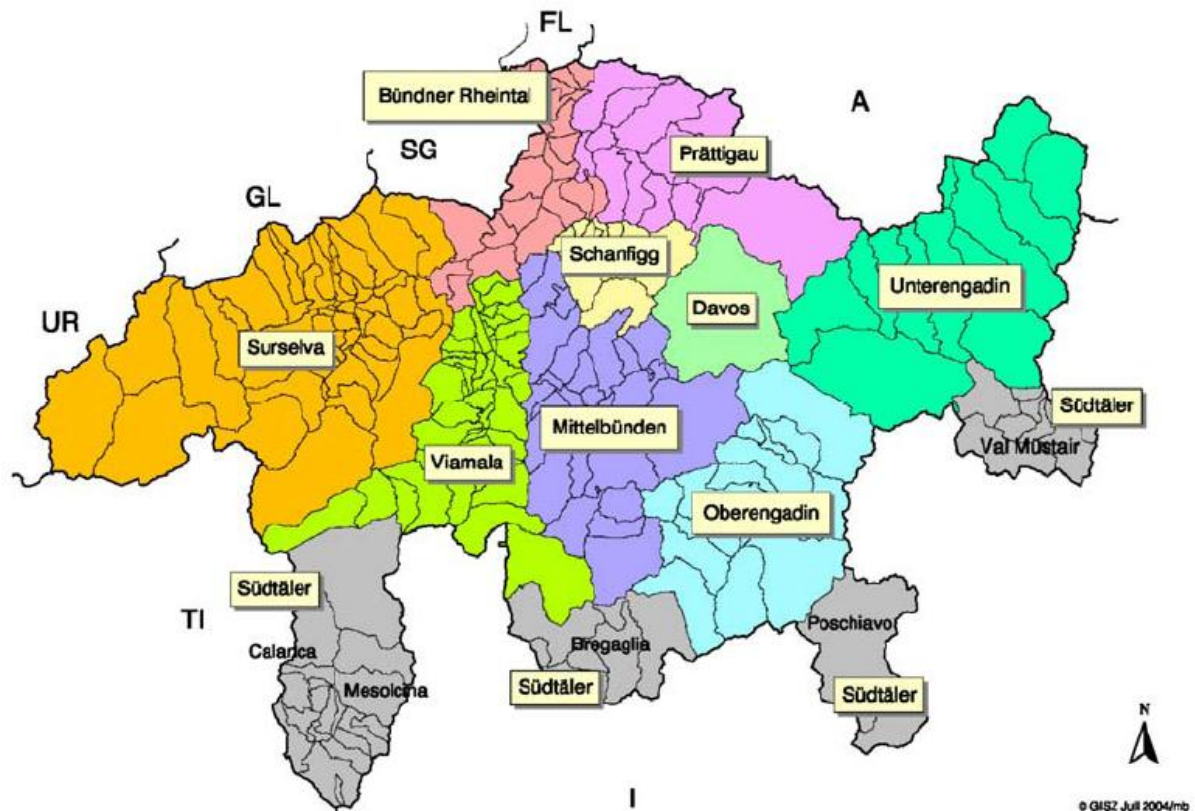 FL
Bündner Rheintal
A
SG
Prättigau
GL
Schanfigg
Unterengadin
Davos
UR
Surselva
Südtäler
Mittelbünden
Val Müstair
Viamala
Oberengadin
Südtäler
TI
Poschiavo
Calanca
Bregaglia
Mesolcina
Südtäler
Südtäler
N
I
© GISZ Juli 2004/mb